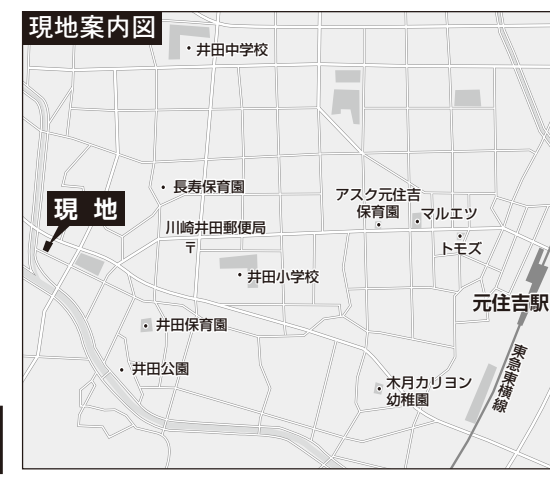 現地案内図
井田中学校
長寿保育園
現 地
アスク元住吉
保育園
マルエツ
川崎井田郵便局
〒
トモズ
井田小学校
元住吉駅
井田保育園
東急東横線
井田公園
木月カリヨン
幼稚園